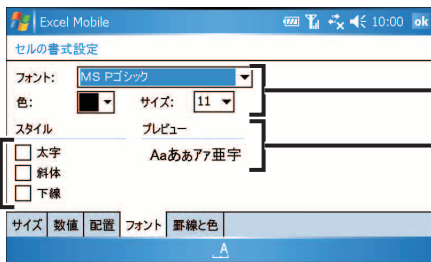 Excel Mobile 10:00 ok
セルの書式設定
フォント: MS Pゴシック
色: サイズ: 11
スタイル プレビュー
太字 Aaあぁアァ亜宇
斜体
下線
サイズ 数値 配置 フォント 罫線と色
A